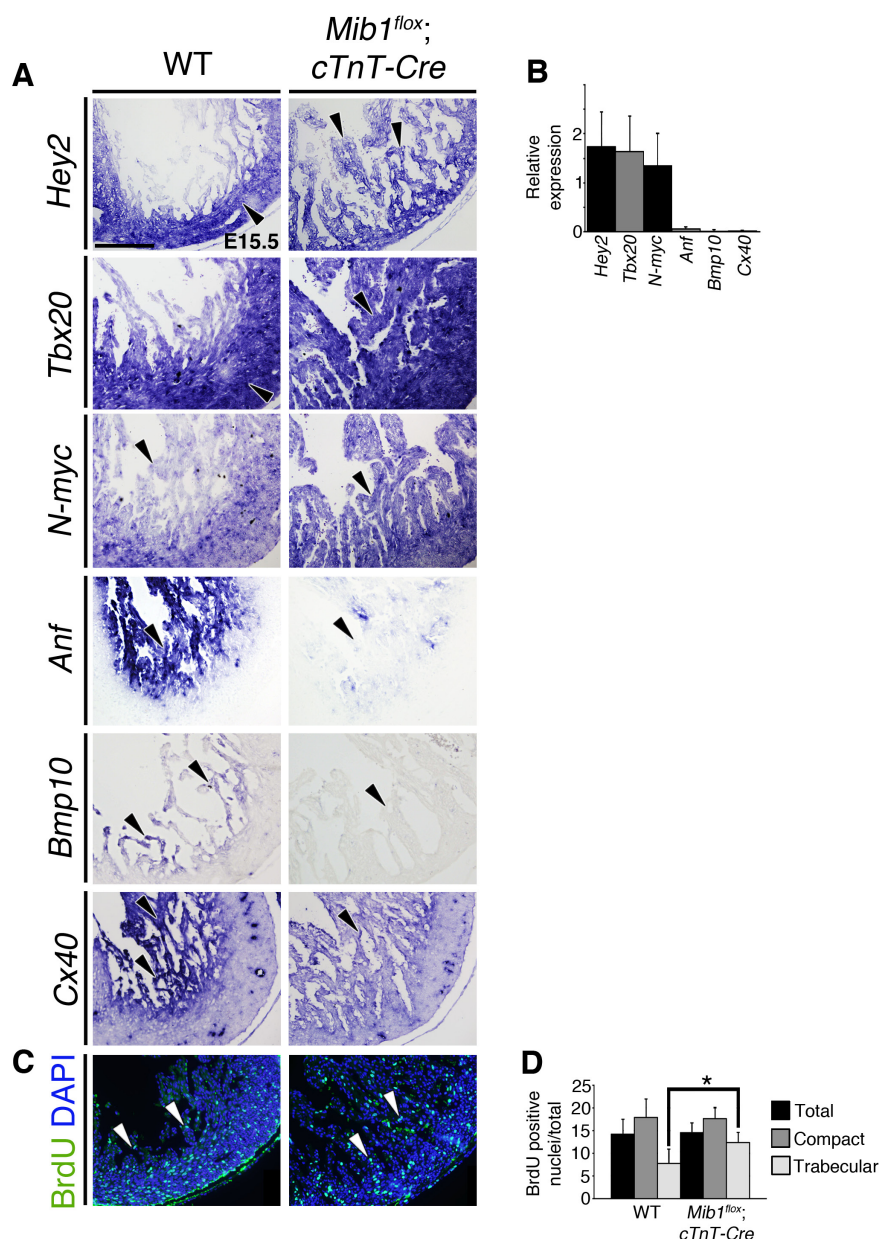 WT
Mib1flox;
cTnT-Cre
A
Hey2
E15.5
Tbx20
N-myc
Anf
Bmp10
Cx40
B
Relative
expression
2
1
0
Hey2
Tbx20
N-myc
Anf
Bmp10
Cx40
C
BrdU DAPI
D
BrdU positive
nuclei/total
25
20
15
10
5
0
*
WT
Mib1flox;
cTnT-Cre
Total
Compact
Trabecular